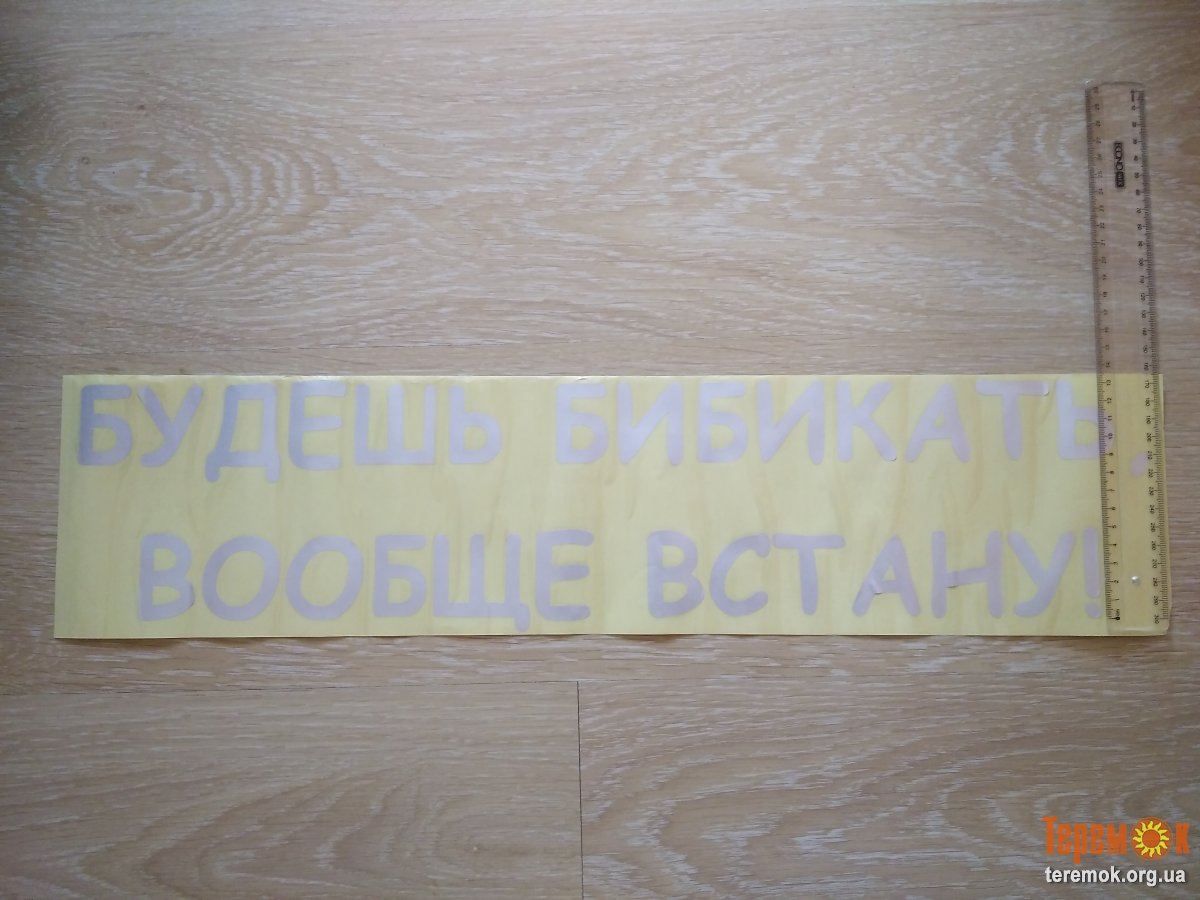 БУДЕШЬ БИБИКАТЬ,
ВООБЩЕ ВСТАНУ!
ТеремОк
teremok.org.ua